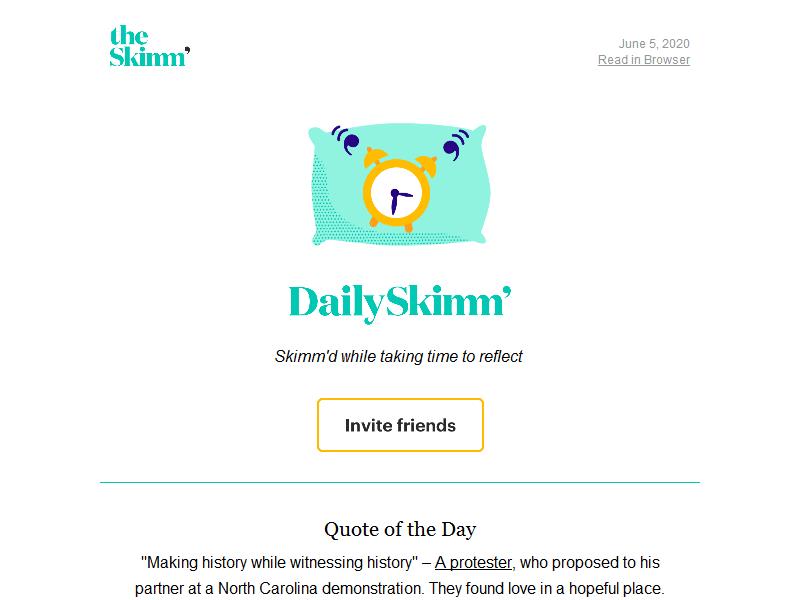 the
Skimm'
June 5, 2020
Read in Browser
DailySkimm'
Skimm'd while taking time to reflect
Invite friends
Quote of the Day
"Making history while witnessing history" – A protester, who proposed to his
partner at a North Carolina demonstration. They found love in a hopeful place.